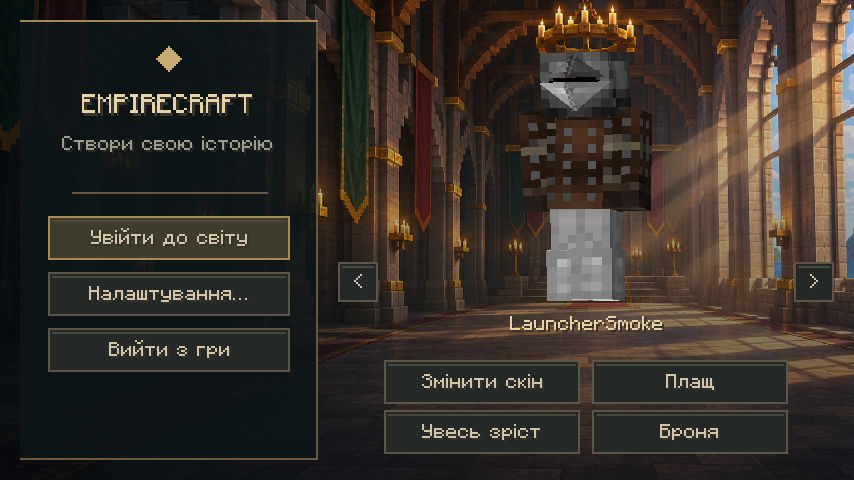 EMPIRECRAFT
Створи свою історію
Увійти до світу
Налаштування...
Вийти з гри
<
>
LauncherSmoke
Змінити скін
Плащ
Увесь зріст
Броня